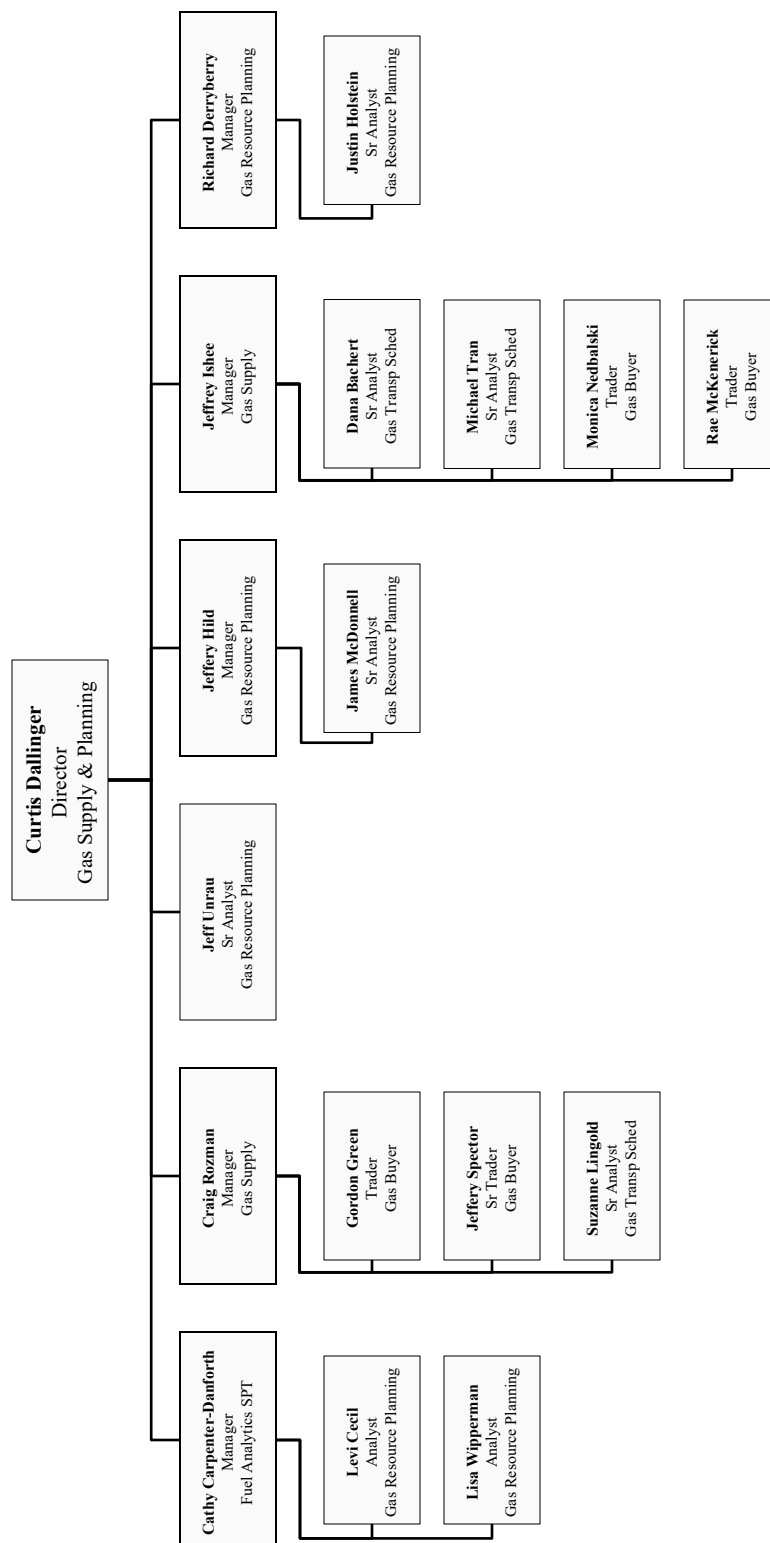 Curtis Dallinger
Director
Gas Supply & Planning
Cathy Carpenter-Danforth
Manager
Fuel Analytics SPT
Levi Cecil
Analyst
Gas Resource Planning
Lisa Wipperman
Analyst
Gas Resource Planning
Craig Rozman
Manager
Gas Supply
Gordon Green
Trader
Gas Buyer
Jeffery Spector
Sr Trader
Gas Buyer
Suzanne Lingold
Sr Analyst
Gas Transp Sched
Jeff Unrau
Sr Analyst
Gas Resource Planning
Jeffery Hild
Manager
Gas Resource Planning
James McDonnell
Sr Analyst
Gas Resource Planning
Jeffrey Ishee
Manager
Gas Supply
Dana Bachert
Sr Analyst
Gas Transp Sched
Michael Tran
Sr Analyst
Gas Transp Sched
Monica Nedbalski
Trader
Gas Buyer
Rae McKenerick
Trader
Gas Buyer
Richard Derryberry
Manager
Gas Resource Planning
Justin Holstein
Sr Analyst
Gas Resource Planning